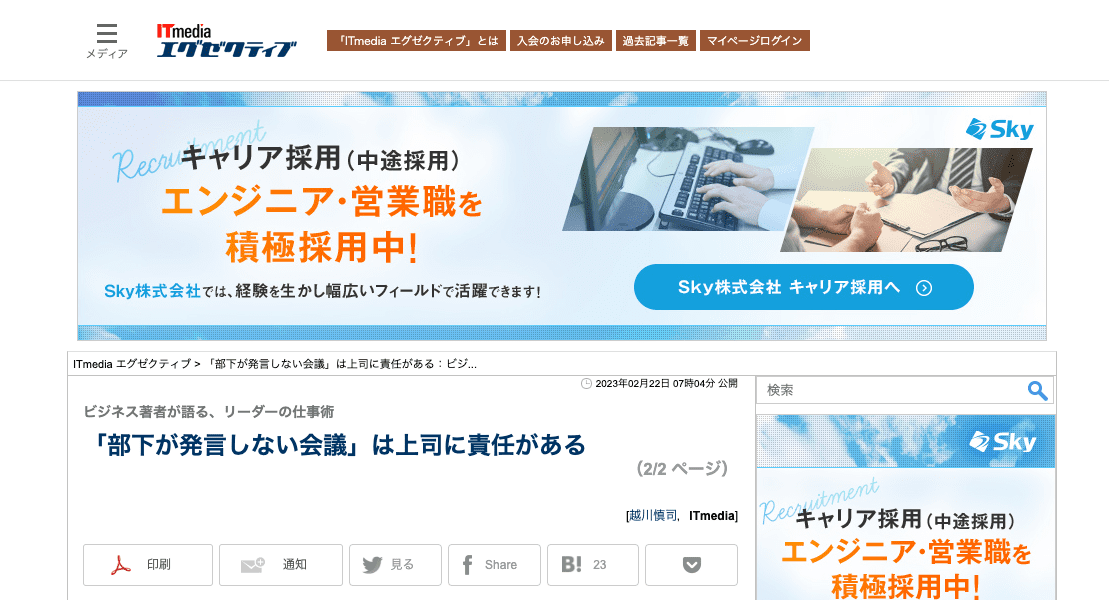 メディア
ITmedia
エグゼクティブ
「ITmedia エグゼクティブ」とは
入会のお申し込み
過去記事一覧
マイページログイン
Recruitment
キャリア採用（中途採用）
エンジニア・営業職を
積極採用中！
Sky株式会社では、経験を生かし幅広いフィールドで活躍できます！
Sky
Sky株式会社 キャリア採用へ
ITmedia エグゼクティブ > 「部下が発言しない会議」は上司に責任がある：ビジ...
2023年02月22日 07時04分 公開
ビジネス著者が語る、リーダーの仕事術
「部下が発言しない会議」は上司に責任がある
（2/2 ページ）
[越川慎司，ITmedia]
印刷
通知
見る
Share
B! 23
検索
Sky
Recruitment
キャリア採用（中途採用）
エンジニア・営業職を
積極採用中！